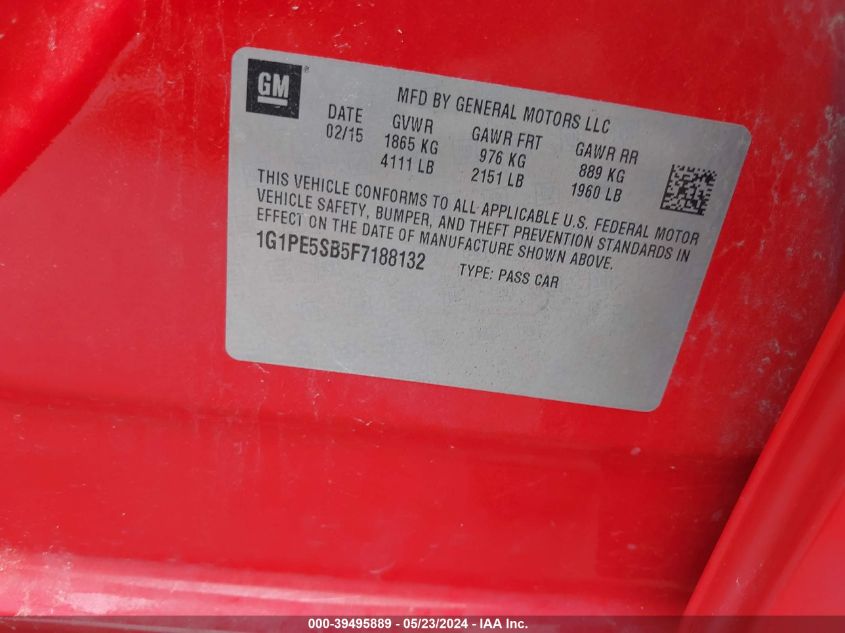 GM®
MFD BY GENERAL MOTORS LLC
DATE GVWR GAWR FRT GAWR RR
02/15 1865 KG 976 KG 889 KG
4111 LB 2151 LB 1960 LB
THIS VEHICLE CONFORMS TO ALL APPLICABLE U.S. FEDERAL MOTOR
VEHICLE SAFETY, BUMPER, AND THEFT PREVENTION STANDARDS IN
EFFECT ON THE DATE OF MANUFACTURE SHOWN ABOVE.
1G1PE5SB5F7188132 TYPE: PASS CAR
000-39495889 - 05/23/2024 - IAA Inc.